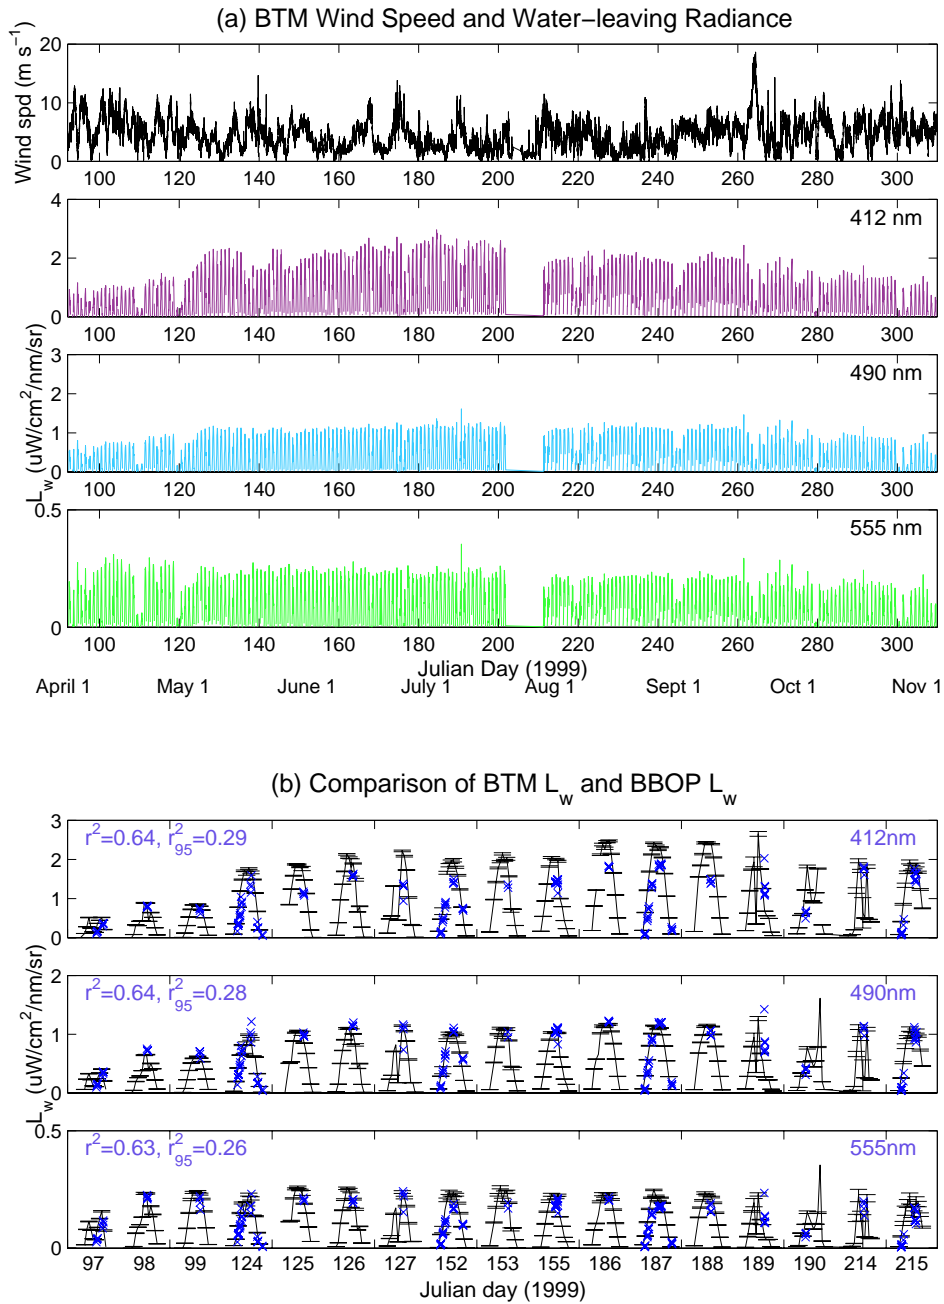 (a) BTM Wind Speed and Water−leaving Radiance
Wind spd (m s⁻¹)
20
10
0
100 120 140 160 180 200 220 240 260 280 300
412 nm
4
2
0
100 120 140 160 180 200 220 240 260 280 300
L_w (uW/cm²/nm/sr)
490 nm
3
2
1
0
100 120 140 160 180 200 220 240 260 280 300
555 nm
0.5
0
100 120 140 160 180 200 220 240 260 280 300
Julian Day (1999)
April 1 May 1 June 1 July 1 Aug 1 Sept 1 Oct 1 Nov 1
(b) Comparison of BTM L_w and BBOP L_w
r²=0.64, r²_95=0.29
412nm
3
2
1
0
L_w (uW/cm²/nm/sr)
r²=0.64, r²_95=0.28
490nm
2
1
0
r²=0.63, r²_95=0.26
555nm
0.5
0
97 98 99 124 125 126 127 152 153 155 186 187 188 189 190 214 215
Julian day (1999)